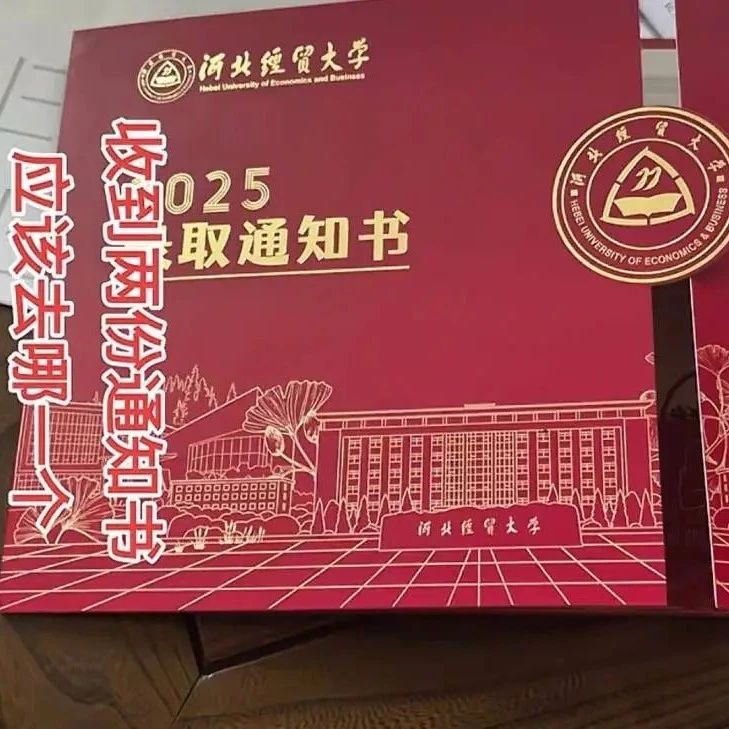 河北经贸大学
Hebei University of Economics and Business
2025
录取通知书
收到两份通知书
应该去哪一个
河北经贸大学
HEBEI UNIVERSITY OF ECONOMICS & BUSINESS
河北经贸大学